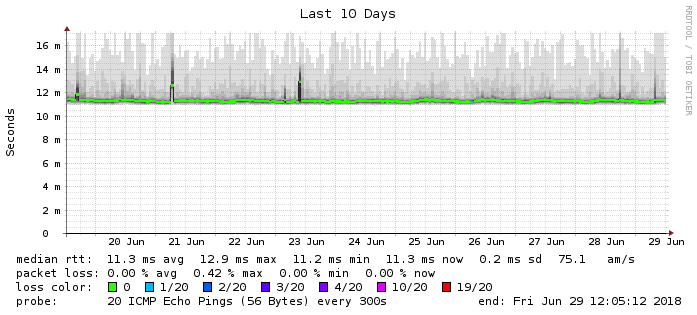 Last 10 Days
RRDTOOL / TOBI OETIKER
Seconds
16 m
14 m
12 m
10 m
8 m
6 m
4 m
2 m
0
20 Jun 21 Jun 22 Jun 23 Jun 24 Jun 25 Jun 26 Jun 27 Jun 28 Jun 29 Jun
median rtt: 11.3 ms avg 12.9 ms max 11.2 ms min 11.3 ms now 0.2 ms sd 75.1 am/s
packet loss: 0.00 % avg 0.42 % max 0.00 % min 0.00 % now
loss color: 0 1/20 2/20 3/20 4/20 10/20 19/20
probe: 20 ICMP Echo Pings (56 Bytes) every 300s end: Fri Jun 29 12:05:12 2018